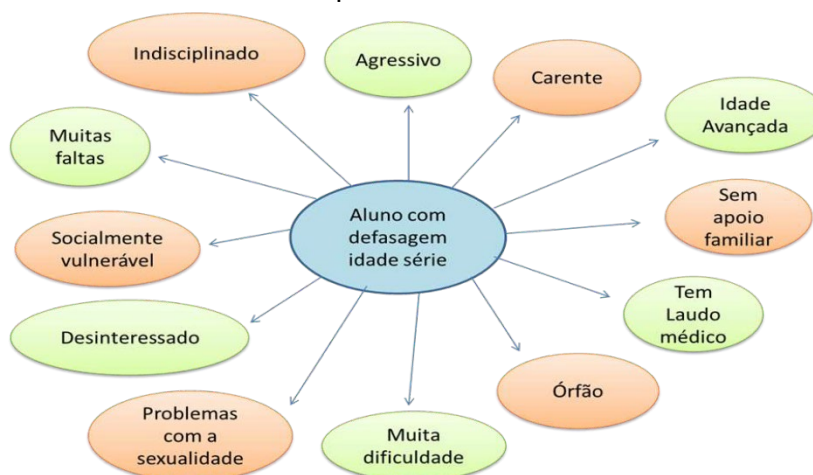 Indisciplinado
Agressivo
Carente
Idade
Avançada
Muitas
faltas
Aluno com
defasagem
idade série
Sem
apoio
familiar
Socialmente
vulnerável
Tem
Laudo
médico
Desinteressado
Órfão
Problemas
com a
sexualidade
Muita
dificuldade